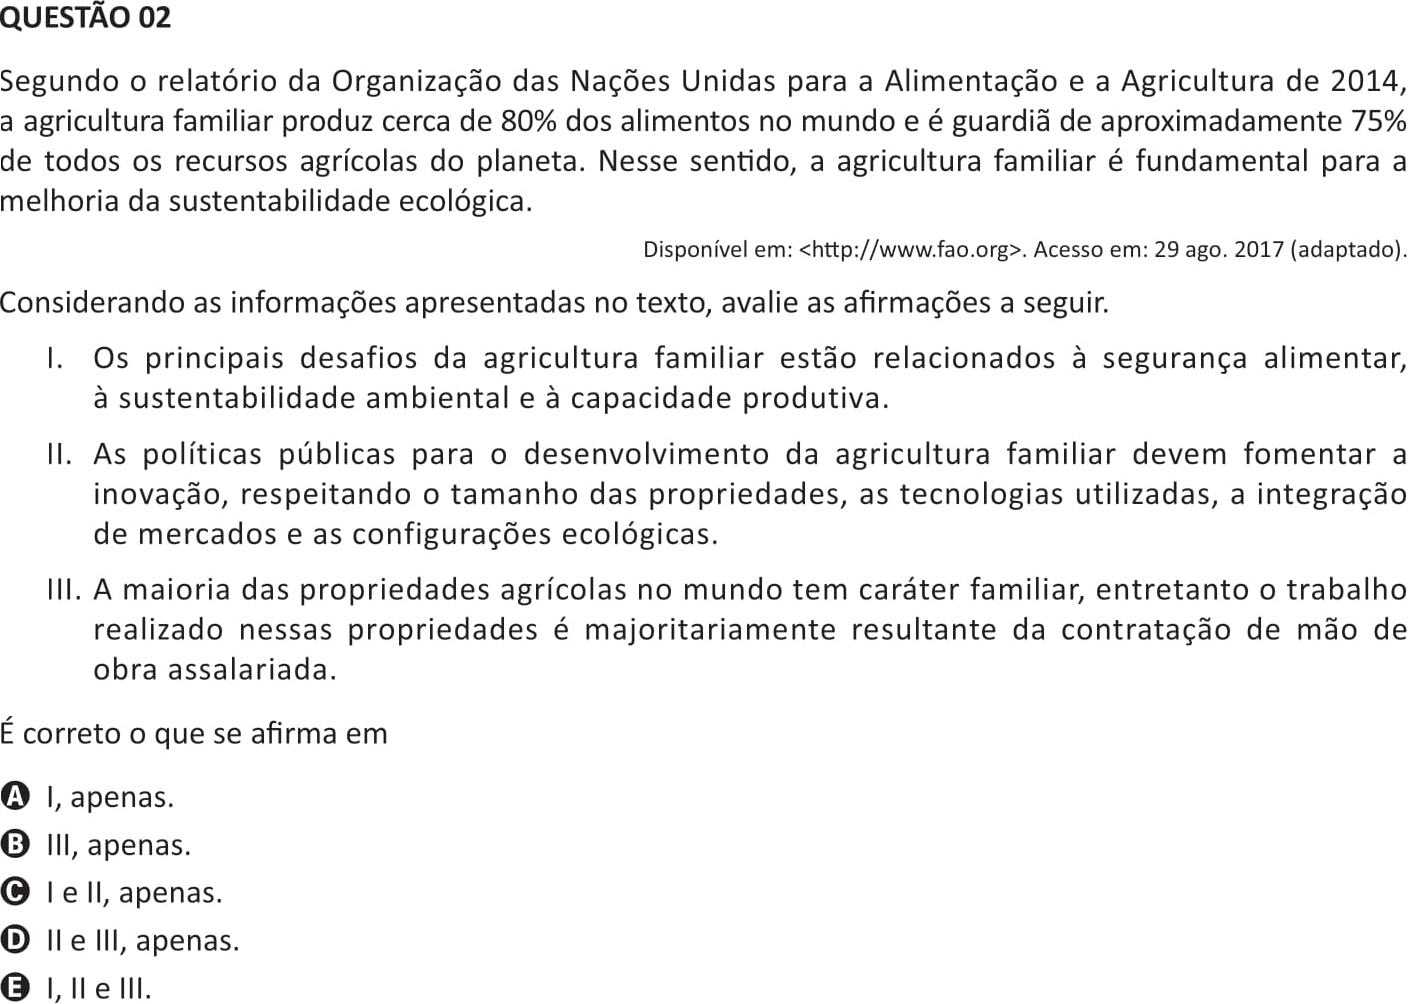 QUESTÃO 02
Segundo o relatório da Organização das Nações Unidas para a Alimentação e a Agricultura de 2014,
a agricultura familiar produz cerca de 80% dos alimentos no mundo e é guardiã de aproximadamente 75%
de todos os recursos agrícolas do planeta. Nesse sentido, a agricultura familiar é fundamental para a
melhoria da sustentabilidade ecológica.
Disponível em: <http://www.fao.org>. Acesso em: 29 ago. 2017 (adaptado).
Considerando as informações apresentadas no texto, avalie as afirmações a seguir.
I. Os principais desafios da agricultura familiar estão relacionados à segurança alimentar,
à sustentabilidade ambiental e à capacidade produtiva.
II. As políticas públicas para o desenvolvimento da agricultura familiar devem fomentar a
inovação, respeitando o tamanho das propriedades, as tecnologias utilizadas, a integração
de mercados e as configurações ecológicas.
III. A maioria das propriedades agrícolas no mundo tem caráter familiar, entretanto o trabalho
realizado nessas propriedades é majoritariamente resultante da contratação de mão de
obra assalariada.
É correto o que se afirma em
A I, apenas.
B III, apenas.
C I e II, apenas.
D II e III, apenas.
E I, II e III.